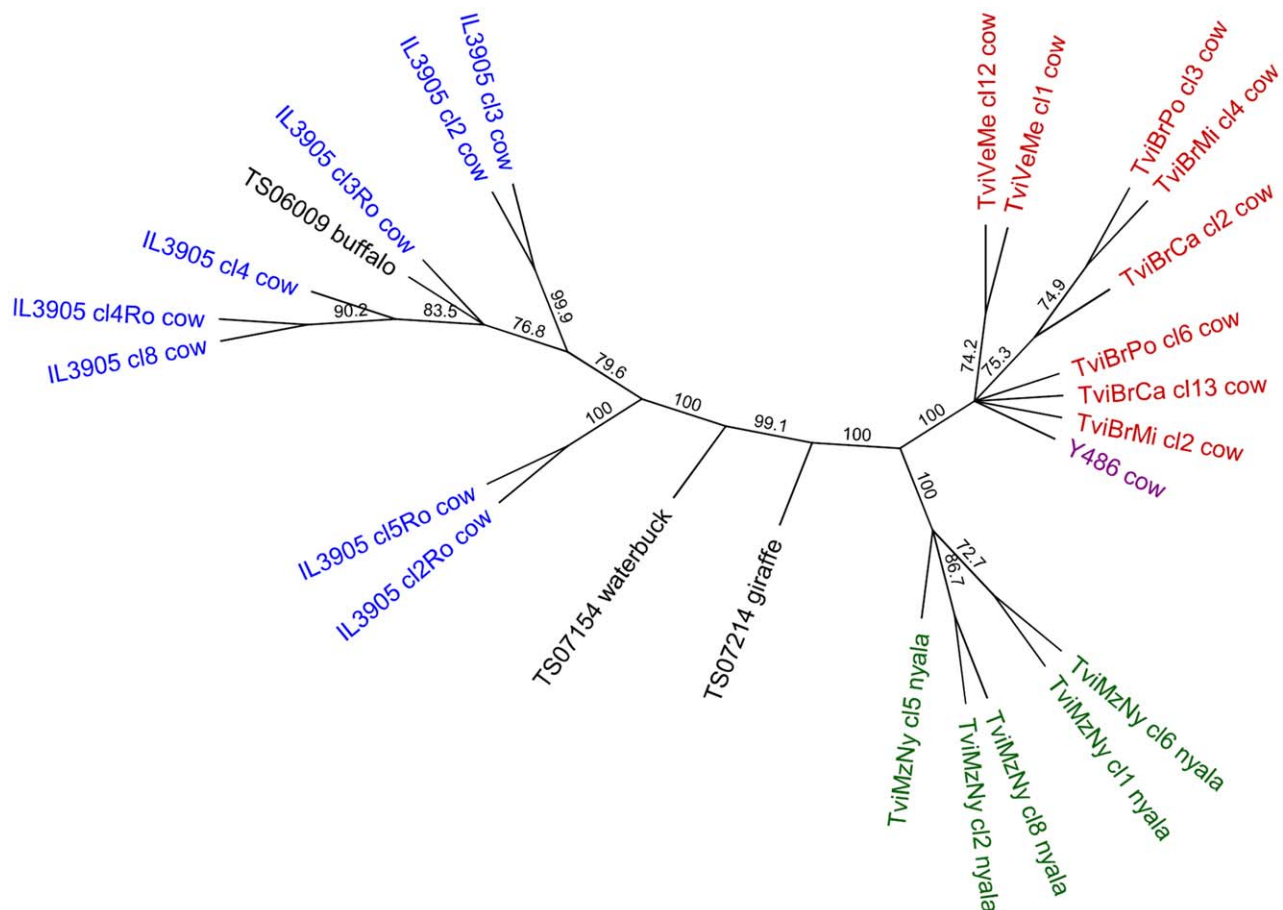 IL3905 cl3 cow
IL3905 cl2 cow
IL3905 cl3Ro cow
TS06009 buffalo
IL3905 cl4 cow
IL3905 cl4Ro cow
IL3905 cl8 cow
90.2
83.5
76.8
99.9
79.6
100
IL3905 cl5Ro cow
IL3905 cl2Ro cow
100
TS07154 waterbuck
99.1
TS07214 giraffe
100
100
TviVeMe cl12 cow
TviVeMe cl1 cow
74.2
75.3
74.9
TviBrPo cl3 cow
TviBrMi cl4 cow
TviBrCa cl2 cow
TviBrPo cl6 cow
TviBrCa cl13 cow
TviBrMi cl2 cow
Y486 cow
100
72.7
86.7
TviMzNy cl5 nyala
TviMzNy cl2 nyala
TviMzNy cl8 nyala
TviMzNy cl1 nyala
TviMzNy cl6 nyala